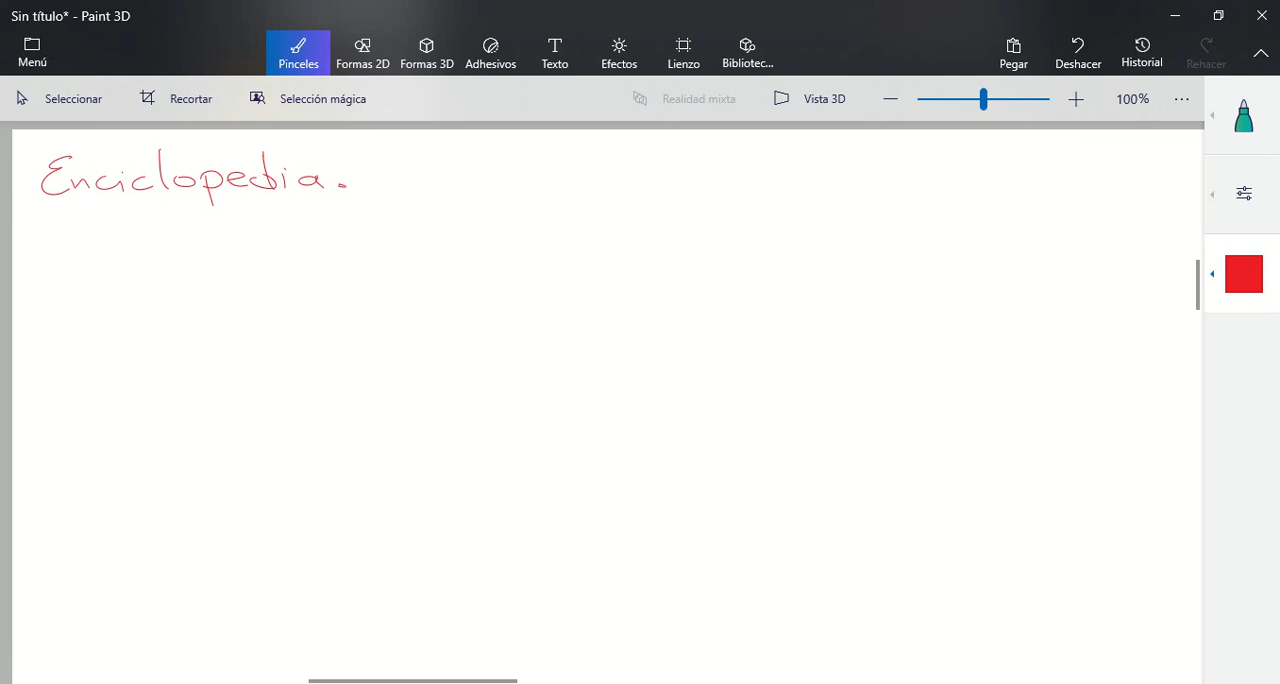 Sin título* - Paint 3D
Menú
Pinceles
Formas 2D
Formas 3D
Adhesivos
Texto
Efectos
Lienzo
Bibliotec...
Pegar
Deshacer
Historial
Rehacer
Seleccionar
Recortar
Selección mágica
Realidad mixta
Vista 3D
100%
Enciclopedia.